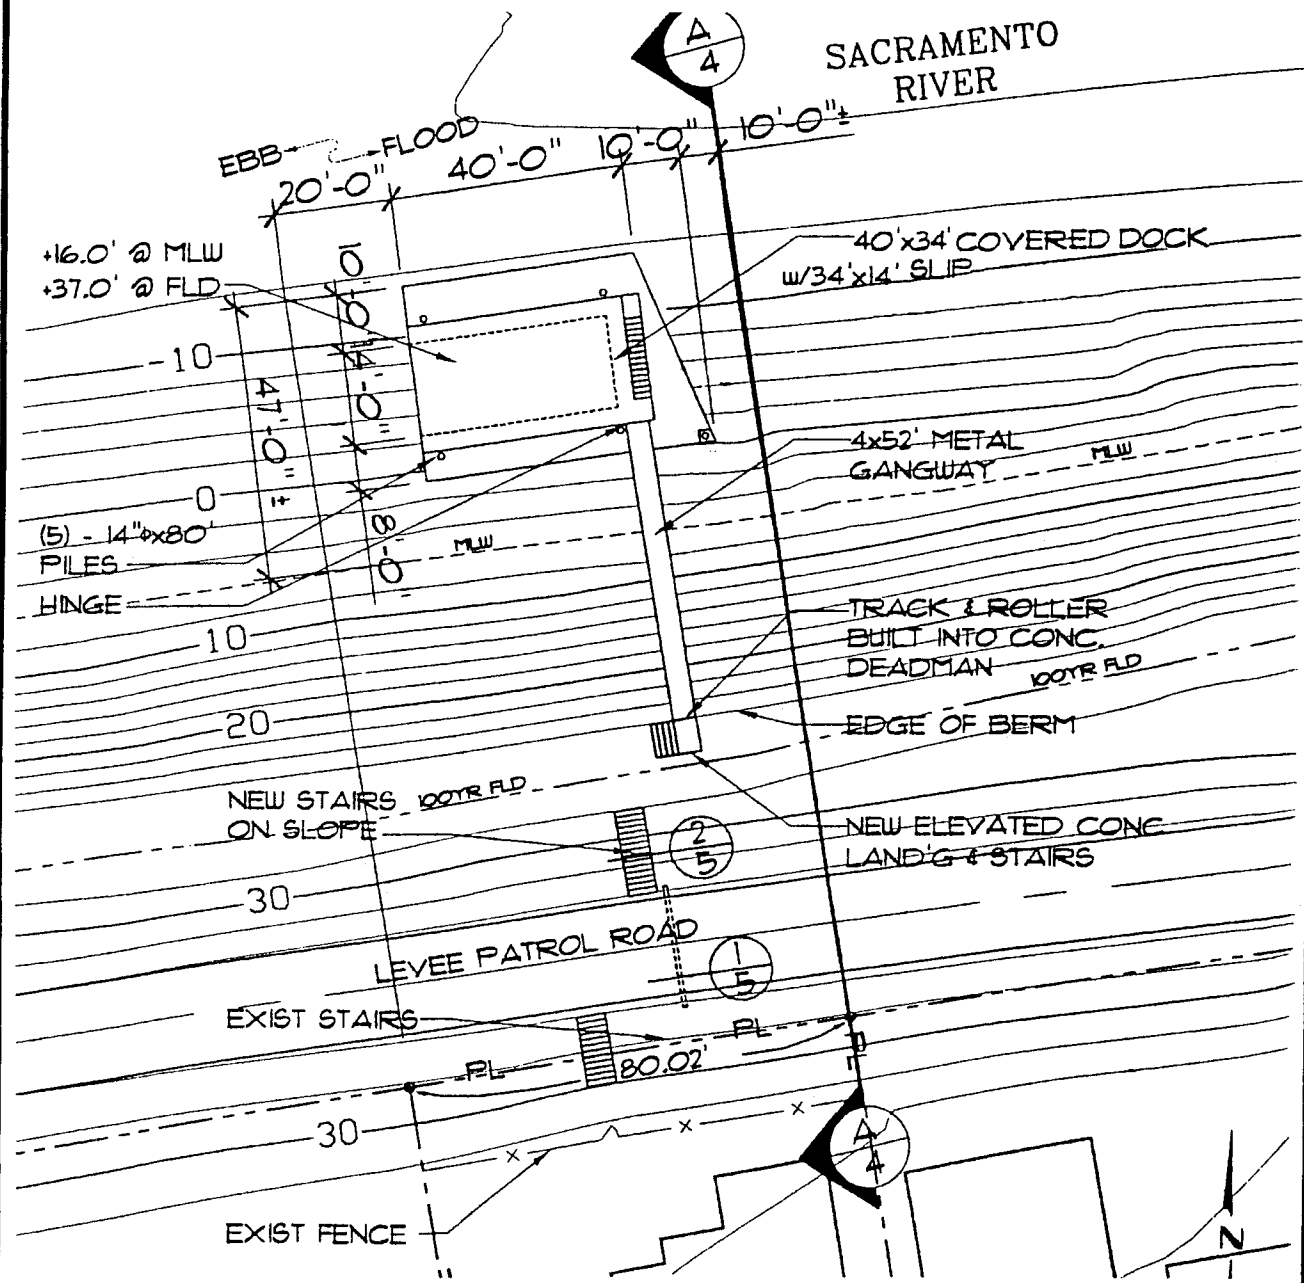 A
4
SACRAMENTO
RIVER
EBB FLOOD
20'-0" 40'-0" 10'-0" 10'-0"±
+16.0' @ MLW
+37.0' @ FLD
40'x34' COVERED DOCK
w/34'x14' SLIP
10'-0"
14'-0"
8'-0"
47'-0" ±
-10
0
4x52' METAL
GANGWAY
MLW
(5) - 14"φx80'
PILES
HINGE
MLW
10
TRACK & ROLLER
BUILT INTO CONC.
DEADMAN
100YR FLD
20
EDGE OF BERM
NEW STAIRS
ON SLOPE
100YR FLD
2
5
NEW ELEVATED CONC
LAND'G & STAIRS
30
LEVEE PATROL ROAD
1
5
EXIST STAIRS
PL
PL
80.02'
30
A
4
EXIST FENCE
N